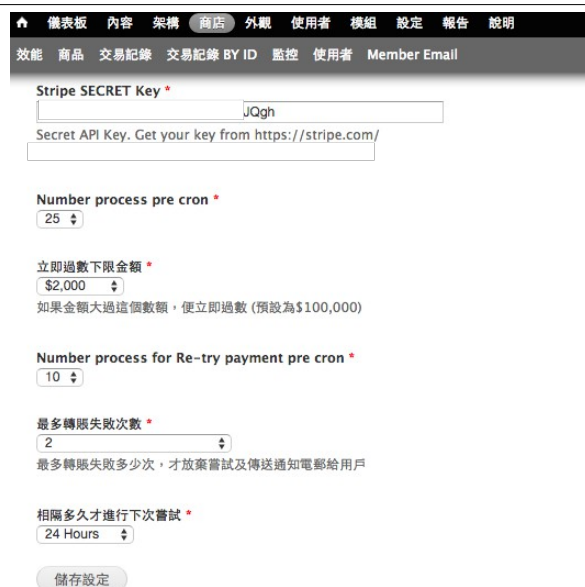 儀表板 內容 架構 商店 外觀 使用者 模組 設定 報告 說明
效能 商品 交易記錄 交易記錄 BY ID 監控 使用者 Member Email
Stripe SECRET Key *
JQgh
Secret API Key. Get your key from https://stripe.com/
Number process pre cron *
25
立即過數下限金額 *
$2,000
如果金額大過這個數額，便立即過數 (預設為$100,000)
Number process for Re-try payment pre cron *
10
最多轉賬失敗次數 *
2
最多轉賬失敗多少次，才放棄嘗試及傳送通知電郵給用戶
相隔多久才進行下次嘗試 *
24 Hours
儲存設定